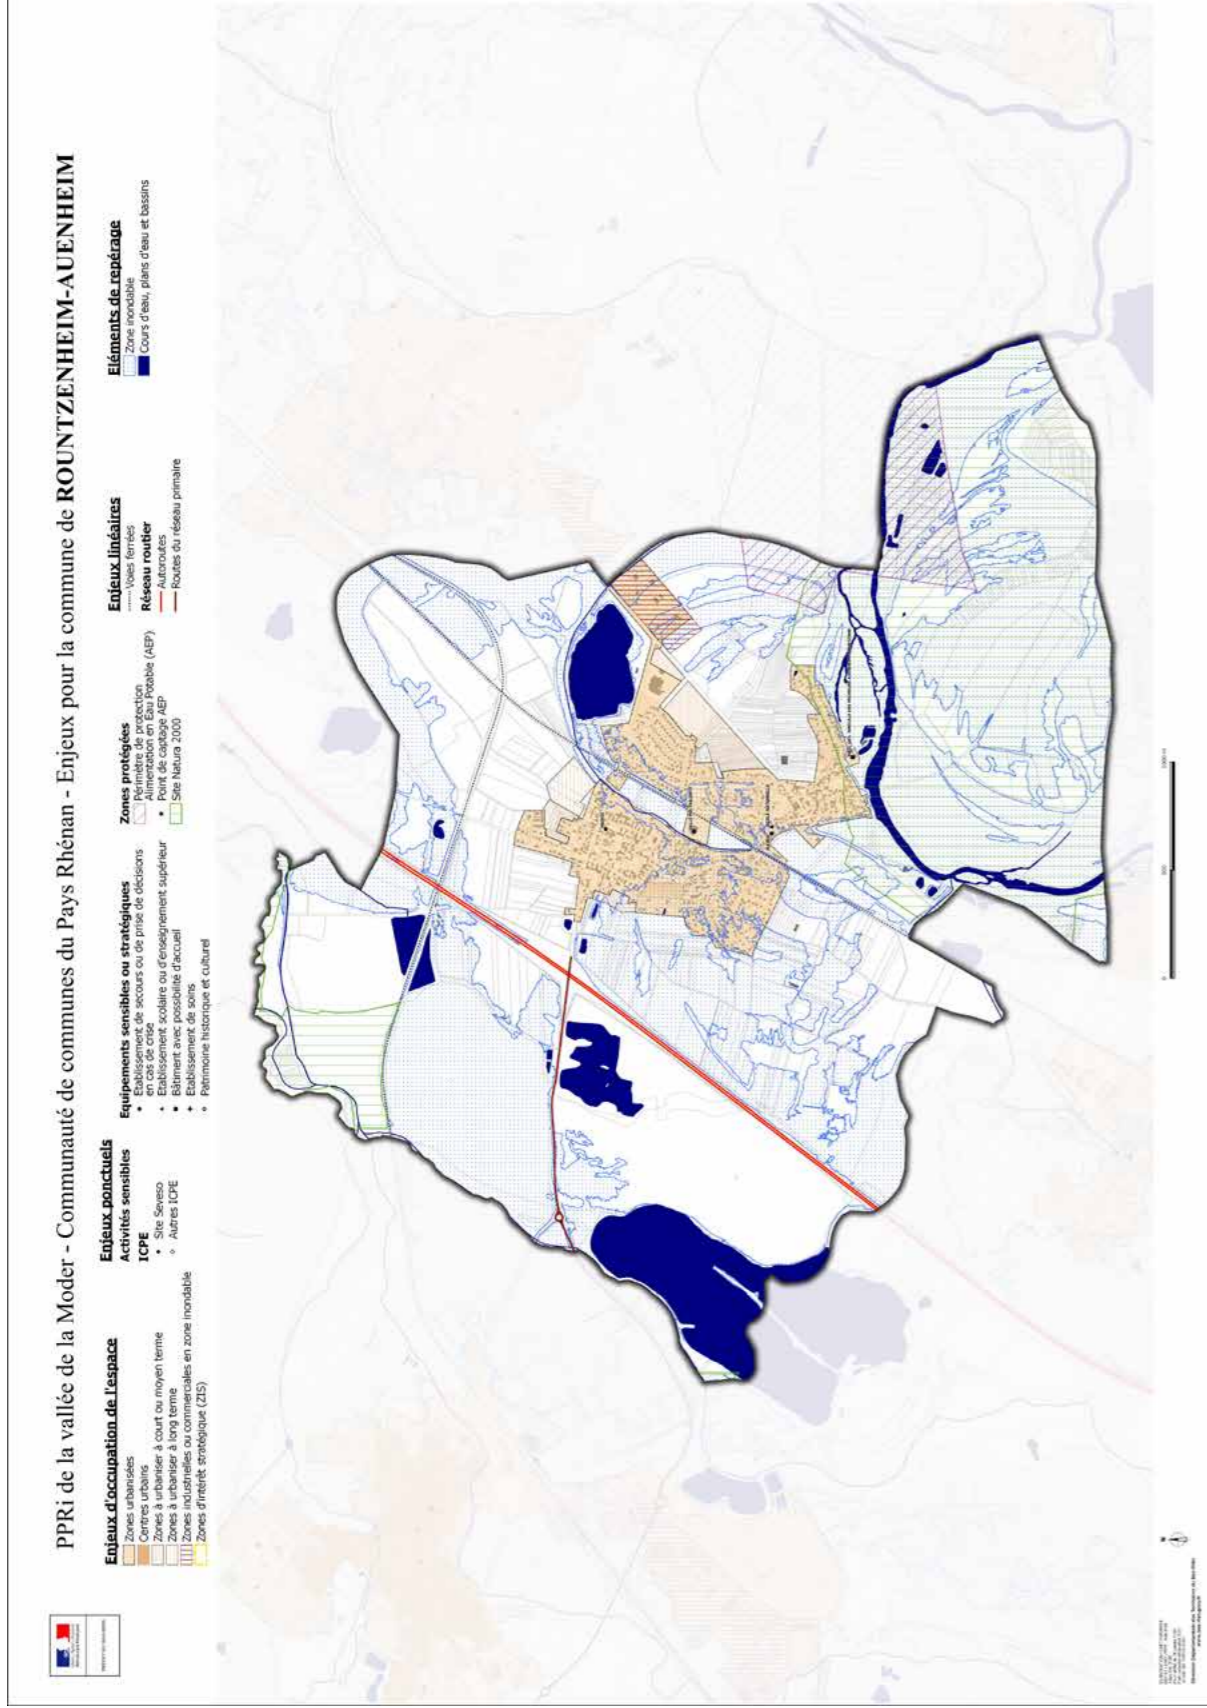 PPRi de la vallée de la Moder - Communauté de communes du Pays Rhénan - Enjeux pour la commune de ROUNTZENHEIM-AUENHEIM
Enjeux d'occupation de l'espace
Zones urbanisées
Centres urbains
Zones à urbaniser à court ou moyen terme
Zones à urbaniser à long terme
Zones industrielles ou commerciales en zone inondable
Zones d'intérêt stratégique (ZIS)
Enjeux ponctuels
Activités sensibles
ICPE
Site Seveso
Autres ICPE
Equipements sensibles ou stratégiques
Etablissement de secours ou de prise de décisions
en cas de crise
Etablissement scolaire ou d'enseignement supérieur
Bâtiment avec possibilité d'accueil
Etablissement de soins
Patrimoine historique et culturel
Zones protégées
Périmètre de protection
Alimentation en Eau Potable (AEP)
Point de captage AEP
Site Natura 2000
Enjeux linéaires
Voies ferrées
Réseau routier
Autoroutes
Routes du réseau primaire
Eléments de repérage
Zone inondable
Cours d'eau, plans d'eau et bassins